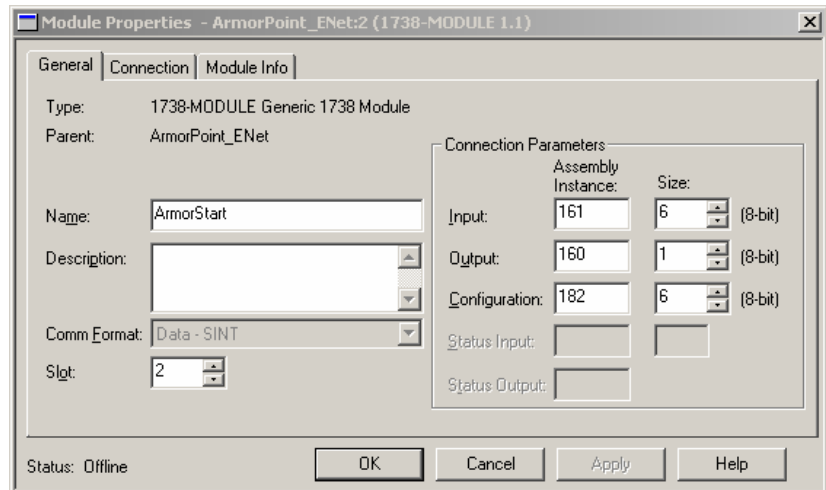 Module Properties - ArmorPoint_ENet:2 (1738-MODULE 1.1)
General Connection Module Info
Type: 1738-MODULE Generic 1738 Module
Parent: ArmorPoint_ENet
Connection Parameters
Assembly Instance: Size:
Name: ArmorStart
Input: 161 6 (8-bit)
Description:
Output: 160 1 (8-bit)
Configuration: 182 6 (8-bit)
Comm Format: Data - SINT
Status Input:
Slot: 2
Status Output:
Status: Offline
OK Cancel Apply Help